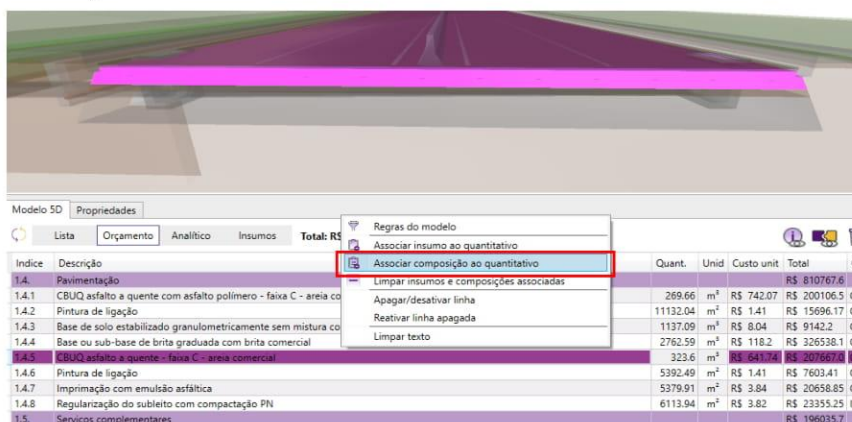 Modelo 5D Propriedades
Lista Orçamento Analítico Insumos Total: R$
Regras do modelo
Associar insumo ao quantitativo
Associar composição ao quantitativo
Limpar insumos e composições associadas
Apagar/desativar linha
Reativar linha apagada
Limpar texto
Indice Descrição Quant. Unid Custo unit Total
1.4. Pavimentação R$ 810767.6
1.4.1 CBUQ asfalto a quente com asfalto polímero - faixa C - areia co 269.66 m³ R$ 742.07 R$ 200106.5
1.4.2 Pintura de ligação 11132.04 m² R$ 1.41 R$ 15696.17
1.4.3 Base de solo estabilizado granulometricamente sem mistura co 1137.09 m³ R$ 8.04 R$ 9142.2
1.4.4 Base ou sub-base de brita graduada com brita comercial 2762.59 m³ R$ 118.2 R$ 326538.1
1.4.5 CBUQ asfalto a quente - faixa C - areia comercial 323.6 m³ R$ 641.74 R$ 207667.0
1.4.6 Pintura de ligação 5392.49 m² R$ 1.41 R$ 7603.41
1.4.7 Imprimação com emulsão asfáltica 5379.91 m² R$ 3.84 R$ 20658.85
1.4.8 Regularização do subleito com compactação PN 6113.94 m² R$ 3.82 R$ 23355.25
1.5. Serviços complementares R$ 196035.7